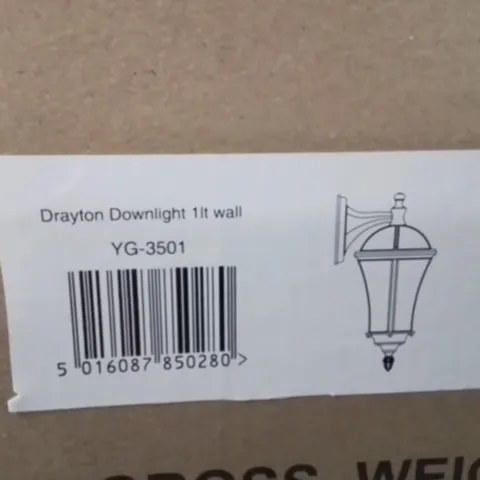 Drayton Downlight 1lt wall
YG-3501
5 016087 850280 >
GROSS WEIG